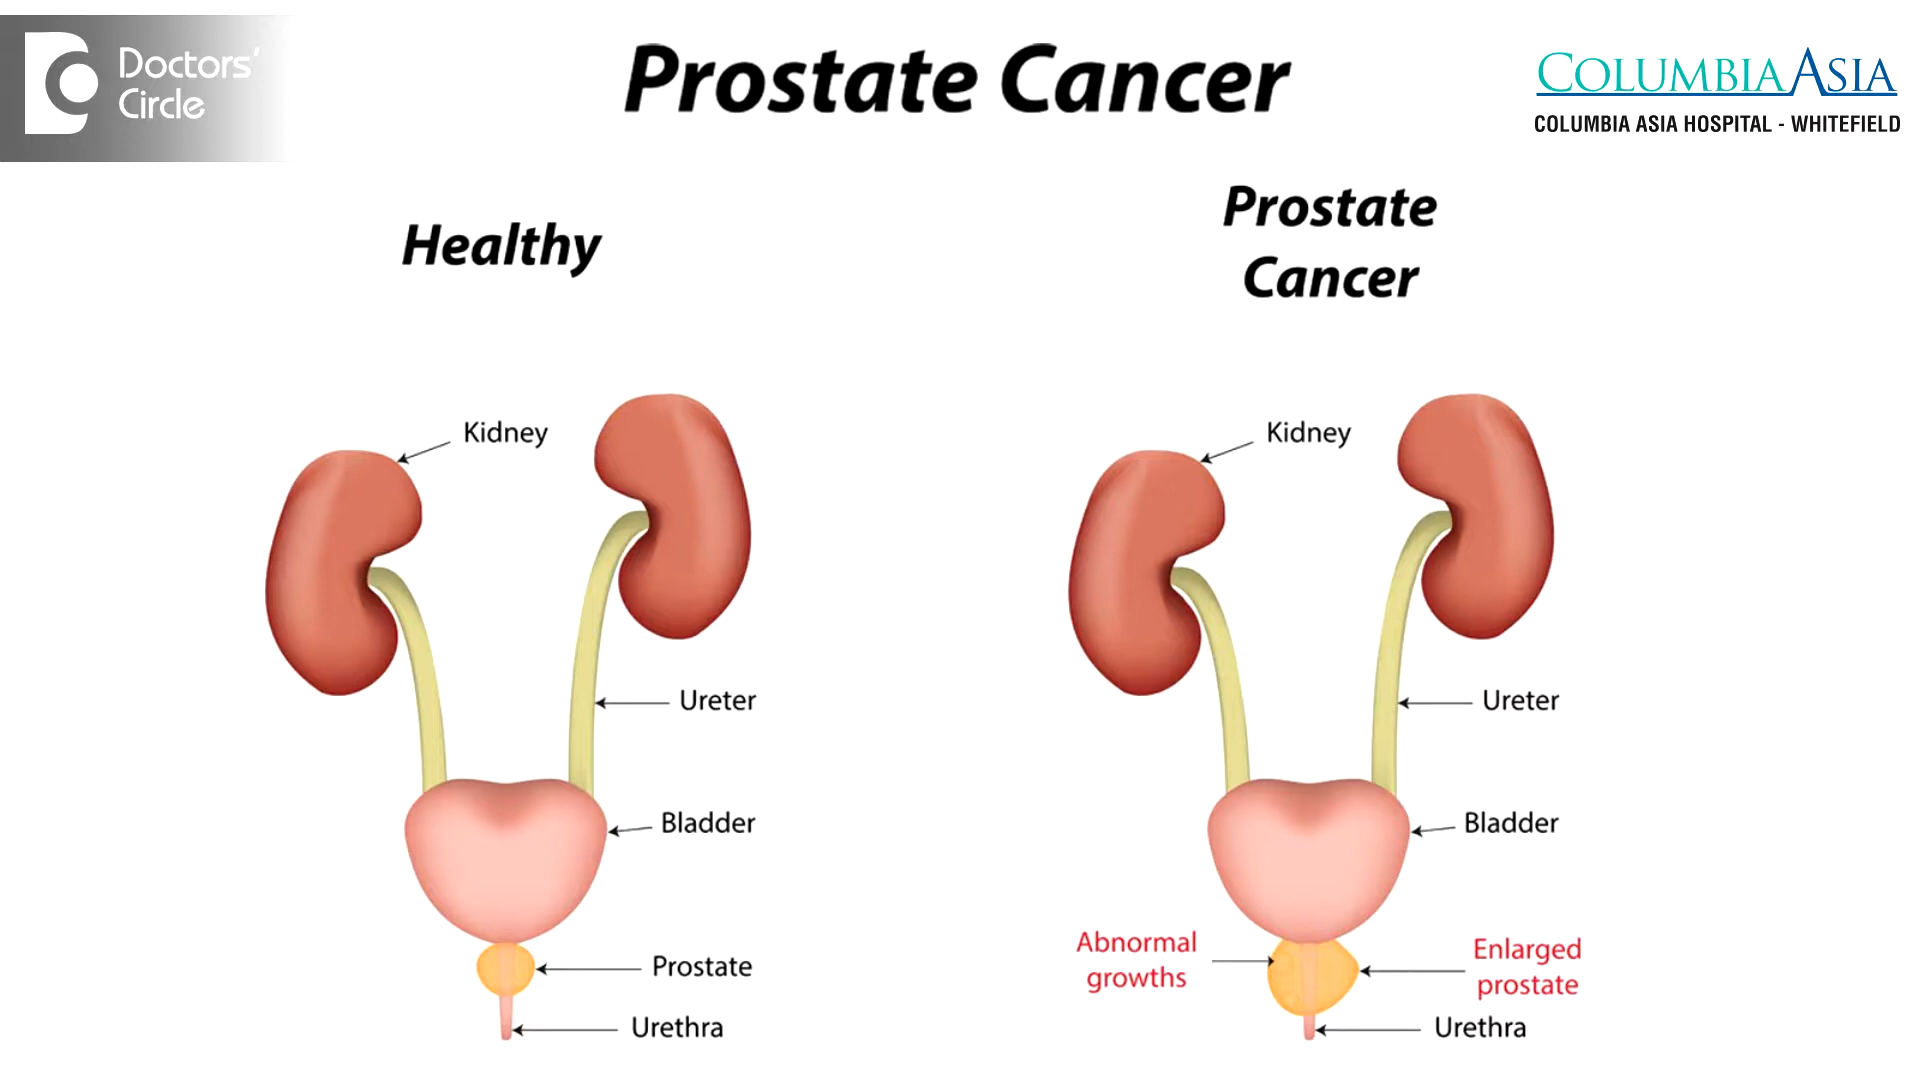 Doctors'
Circle
Prostate Cancer
COLUMBIA ASIA
COLUMBIA ASIA HOSPITAL - WHITEFIELD
Healthy
Kidney
Ureter
Bladder
Prostate
Urethra
Prostate
Cancer
Kidney
Ureter
Bladder
Abnormal
growths
Enlarged
prostate
Urethra